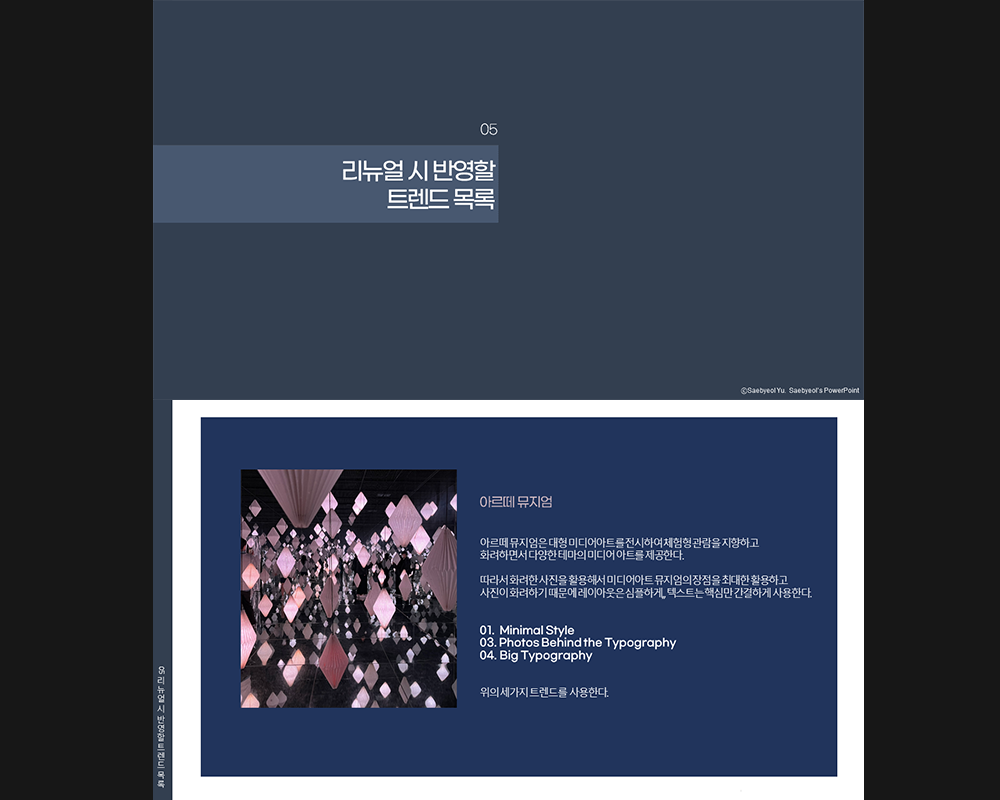 05
리뉴얼 시 반영할
트렌드 목록
ⓒSaebyeol Yu. Saebyeol's PowerPoint
아르떼 뮤지엄
아르떼 뮤지엄은 대형 미디어아트를 전시하여 체험형 관람을 지향하고
화려하면서 다양한 테마의 미디어 아트를 제공한다.
따라서 화려한 사진을 활용해서 미디어아트 뮤지엄의 장점을 최대한 활용하고
사진이 화려하기 때문에 레이아웃은 심플하게, 텍스트는 핵심만 간결하게 사용한다.
01. Minimal Style
03. Photos Behind the Typography
04. Big Typography
위의 세가지 트렌드를 사용한다.
05 리뉴얼 시 반영할 트렌드 목록